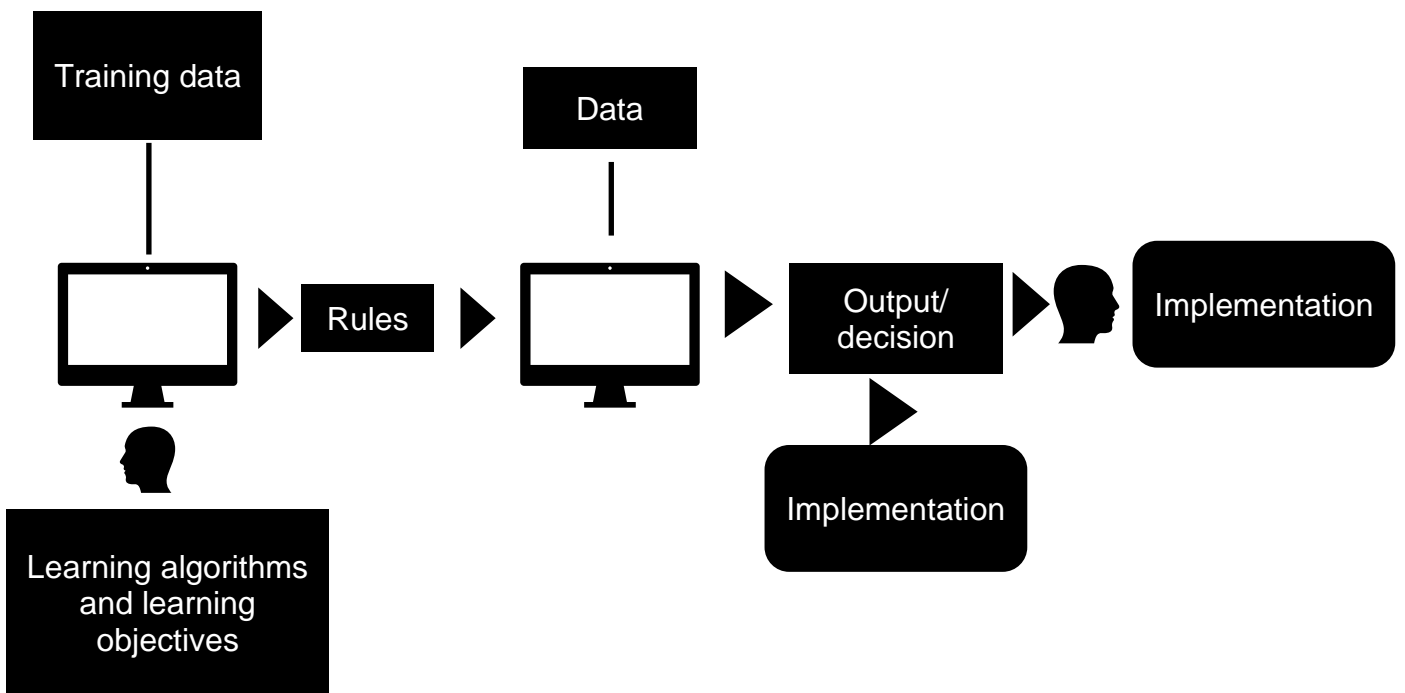 Training data
Data
Rules
Output/
decision
Implementation
Implementation
Learning algorithms
and learning
objectives